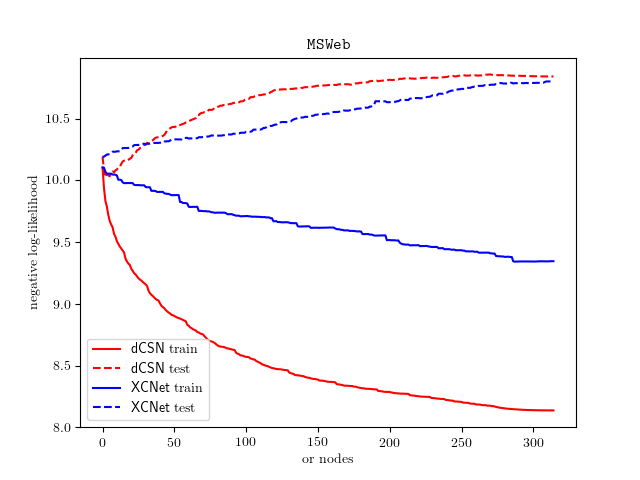 MSWeb
negative log-likelihood
10.5
10.0
9.5
9.0
8.5
8.0
dCSN train
dCSN test
XCNet train
XCNet test
0 50 100 150 200 250 300
or nodes